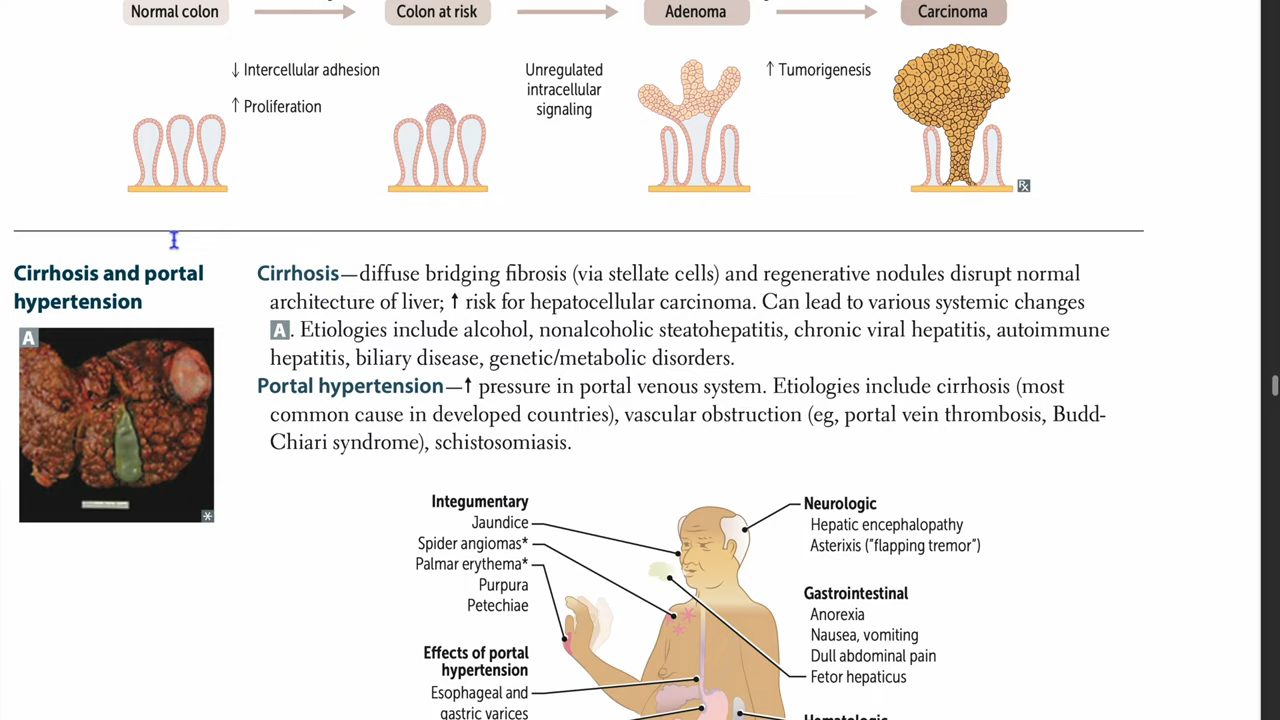 Normal colon
Colon at risk
Adenoma
Carcinoma
↓ Intercellular adhesion
↑ Proliferation
Unregulated
intracellular
signaling
↑ Tumorigenesis
Rx
Cirrhosis and portal
hypertension
A
Cirrhosis—diffuse bridging fibrosis (via stellate cells) and regenerative nodules disrupt normal
architecture of liver; ↑ risk for hepatocellular carcinoma. Can lead to various systemic changes
A. Etiologies include alcohol, nonalcoholic steatohepatitis, chronic viral hepatitis, autoimmune
hepatitis, biliary disease, genetic/metabolic disorders.
Portal hypertension—↑ pressure in portal venous system. Etiologies include cirrhosis (most
common cause in developed countries), vascular obstruction (eg, portal vein thrombosis, Budd-
Chiari syndrome), schistosomiasis.
Integumentary
Jaundice
Spider angiomas*
Palmar erythema*
Purpura
Petechiae
Effects of portal
hypertension
Esophageal and
gastric varices
Neurologic
Hepatic encephalopathy
Asterixis ("flapping tremor")
Gastrointestinal
Anorexia
Nausea, vomiting
Dull abdominal pain
Fetor hepaticus
Hematologic